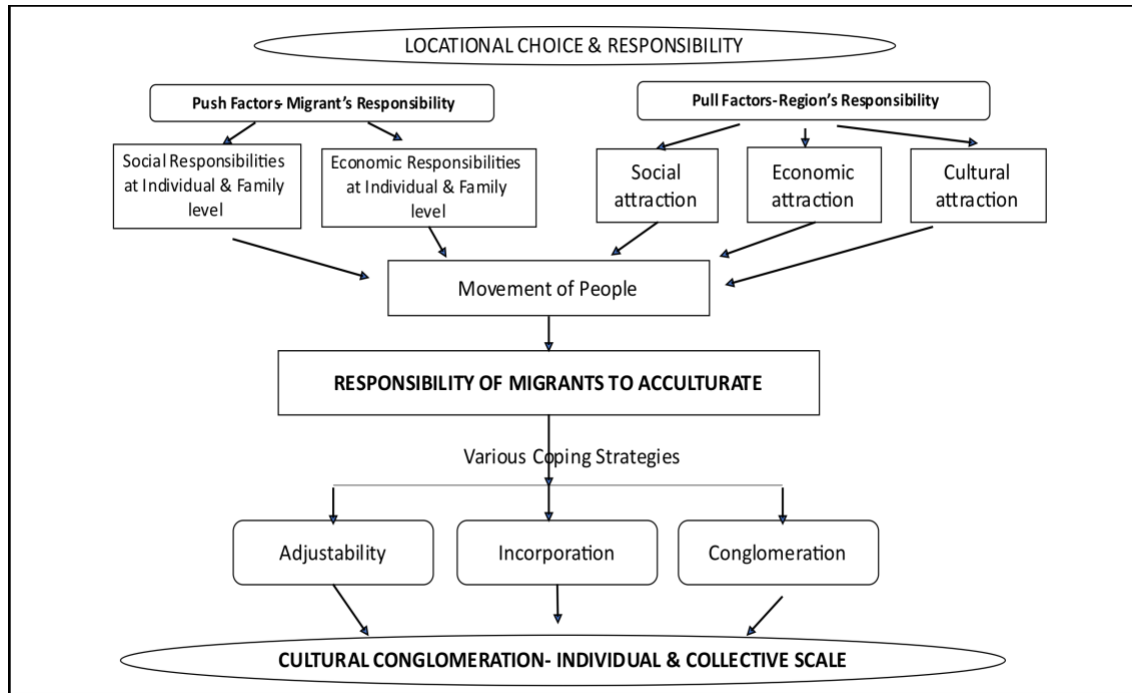 LOCATIONAL CHOICE & RESPONSIBILITY
Push Factors- Migrant's Responsibility
Pull Factors-Region's Responsibility
Social Responsibilities
at Individual & Family
level
Economic Responsibilities
at Individual & Family
level
Social
attraction
Economic
attraction
Cultural
attraction
Movement of People
RESPONSIBILITY OF MIGRANTS TO ACCULTURATE
Various Coping Strategies
Adjustability
Incorporation
Conglomeration
CULTURAL CONGLOMERATION- INDIVIDUAL & COLLECTIVE SCALE